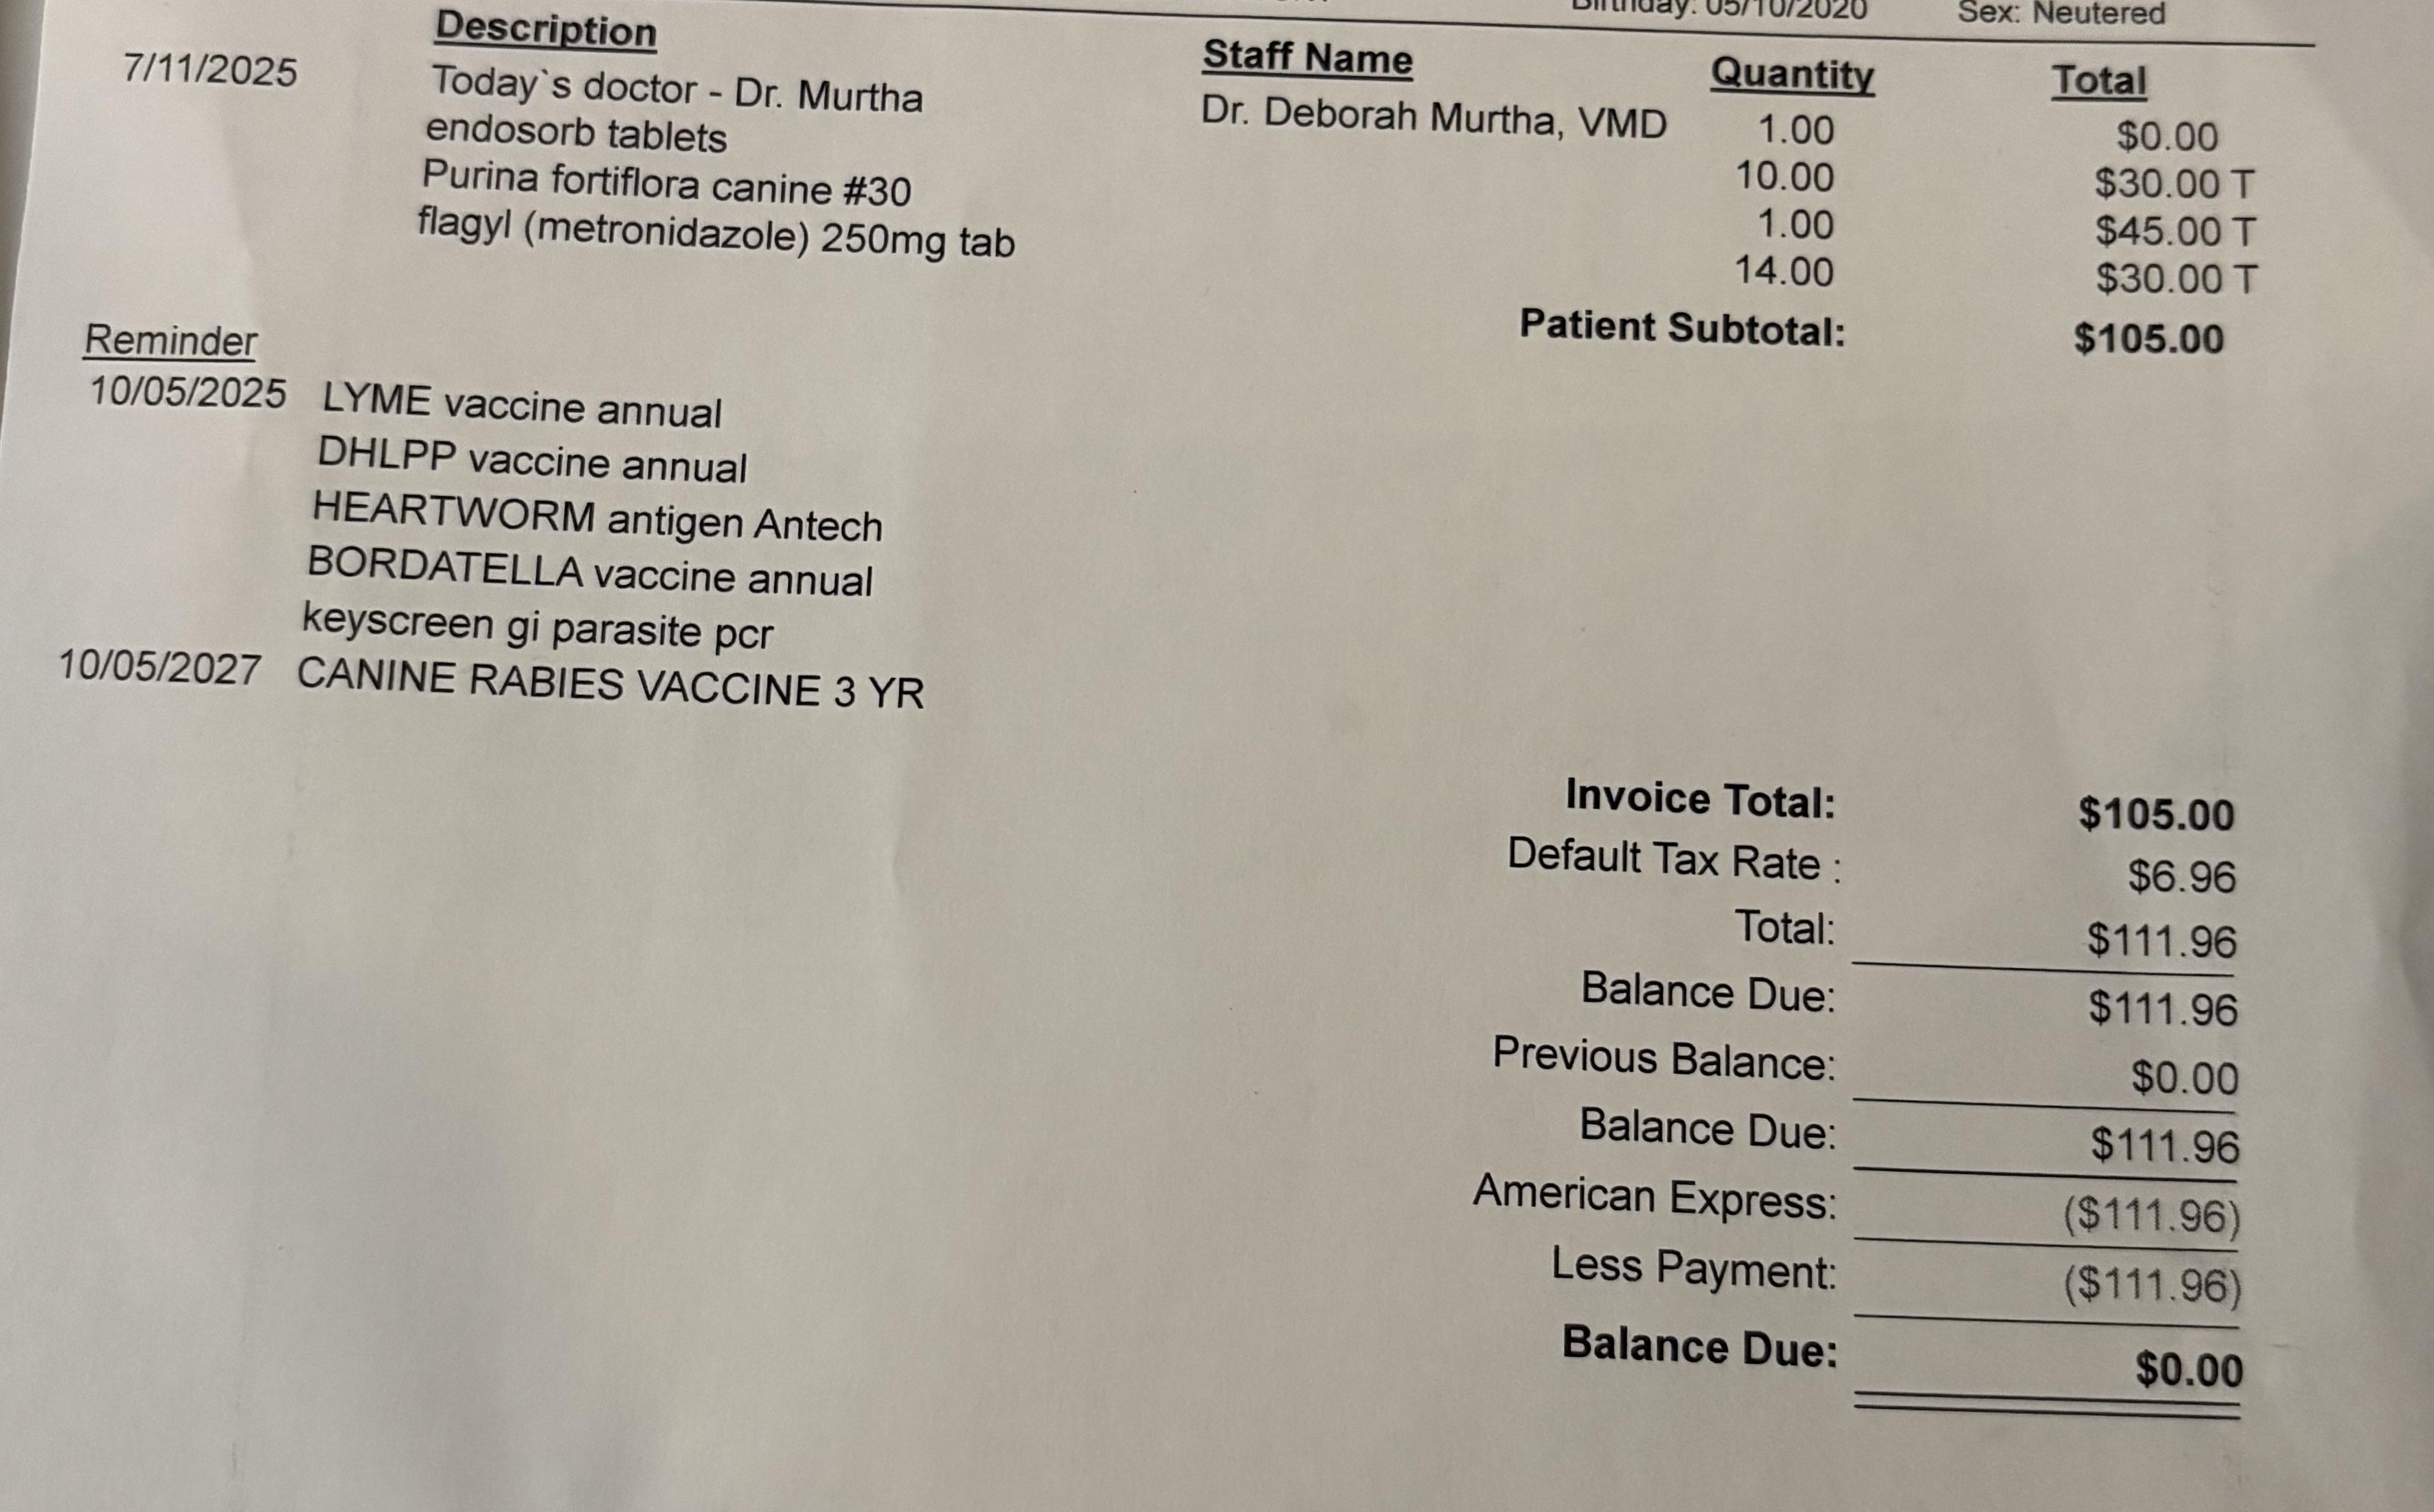 Birthday: 05/10/2020 Sex: Neutered
Description Staff Name Quantity Total
7/11/2025 Today`s doctor - Dr. Murtha Dr. Deborah Murtha, VMD 1.00 $0.00
endosorb tablets 10.00 $30.00 T
Purina fortiflora canine #30 1.00 $45.00 T
flagyl (metronidazole) 250mg tab 14.00 $30.00 T
Patient Subtotal: $105.00
Reminder
10/05/2025 LYME vaccine annual
DHLPP vaccine annual
HEARTWORM antigen Antech
BORDATELLA vaccine annual
keyscreen gi parasite pcr
10/05/2027 CANINE RABIES VACCINE 3 YR
Invoice Total: $105.00
Default Tax Rate : $6.96
Total: $111.96
Balance Due: $111.96
Previous Balance: $0.00
Balance Due: $111.96
American Express: ($111.96)
Less Payment: ($111.96)
Balance Due: $0.00